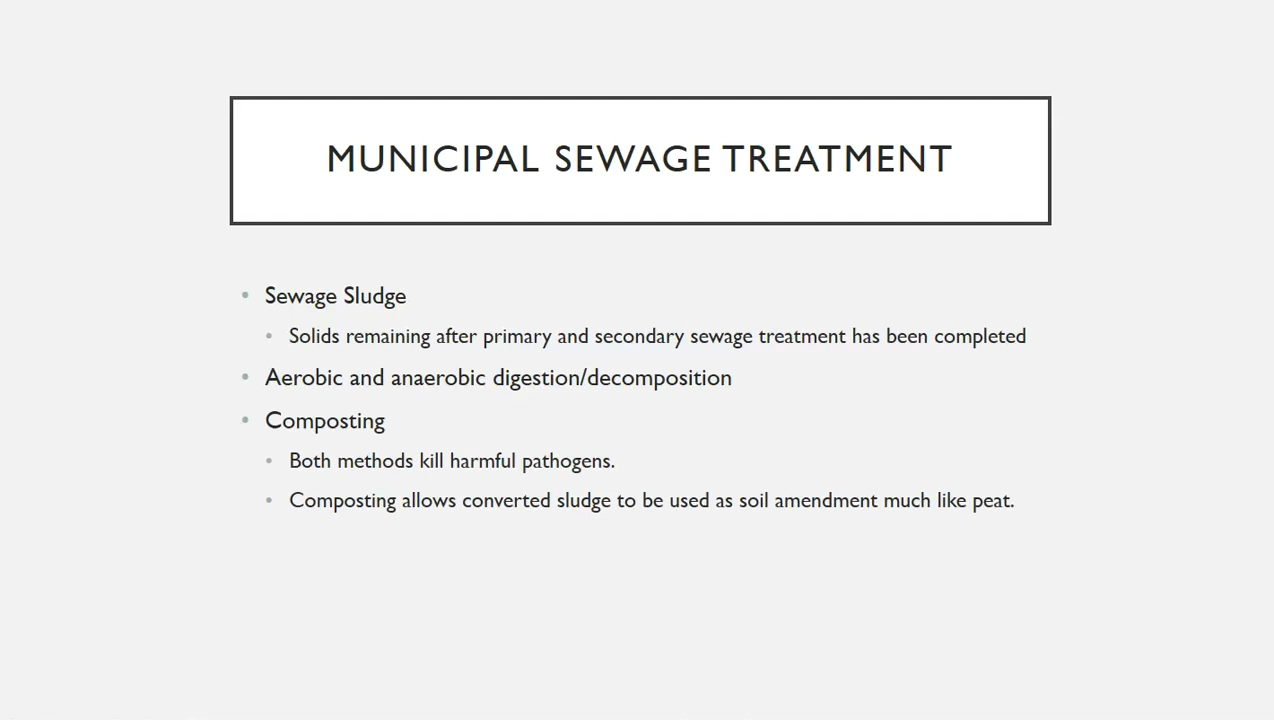 MUNICIPAL SEWAGE TREATMENT
• Sewage Sludge
• Solids remaining after primary and secondary sewage treatment has been completed
• Aerobic and anaerobic digestion/decomposition
• Composting
• Both methods kill harmful pathogens.
• Composting allows converted sludge to be used as soil amendment much like peat.